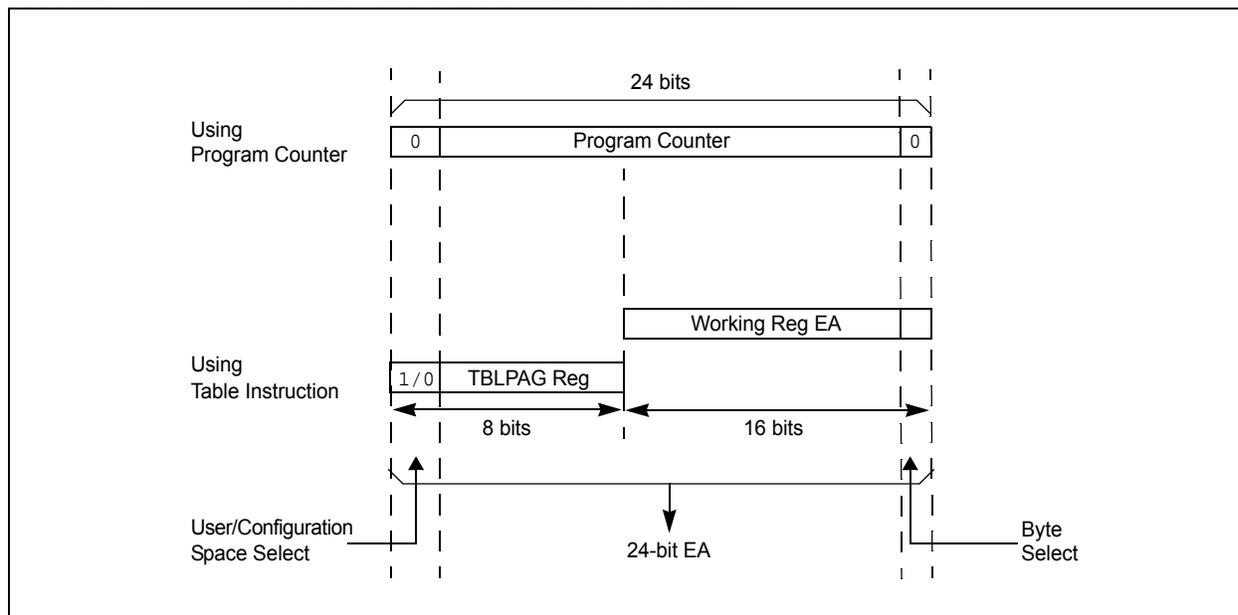 24 bits
Using
Program Counter
0
Program Counter
0
Working Reg EA
Using
Table Instruction
1/0
TBLPAG Reg
8 bits
16 bits
User/Configuration
Space Select
24-bit EA
Byte
Select